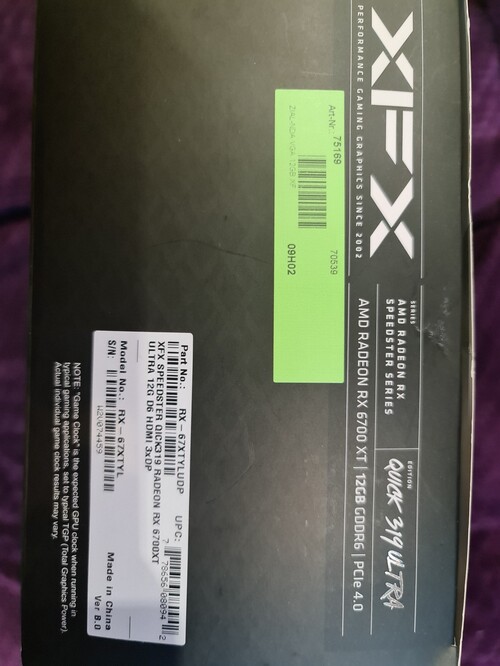 XFX
PERFORMANCE GAMING GRAPHICS SINCE 2002
SERIES
AMD RADEON RX
SPEEDSTER SERIES
EDITION
QUICK 319 ULTRA
AMD RADEON RX 6700 XT | 12GB GDDR6 | PCIe 4.0
Art-Nr. 75169
70539
09H02
Part No.: RX-67XTYLUDP UPC:
7 78656 08094 2
XFX SPEEDSTER QICK319 RADEON RX 6700XT
ULTRA 12G D6 HDMI 3xDP
Model No.: RX-67XTYL
Made in China
S/N:
Ver B.0
NOTE: "Game Clock" is the expected GPU clock when running in
typical gaming applications, set to typical TGP (Total Graphics Power).
Actual individual game clock results may vary.